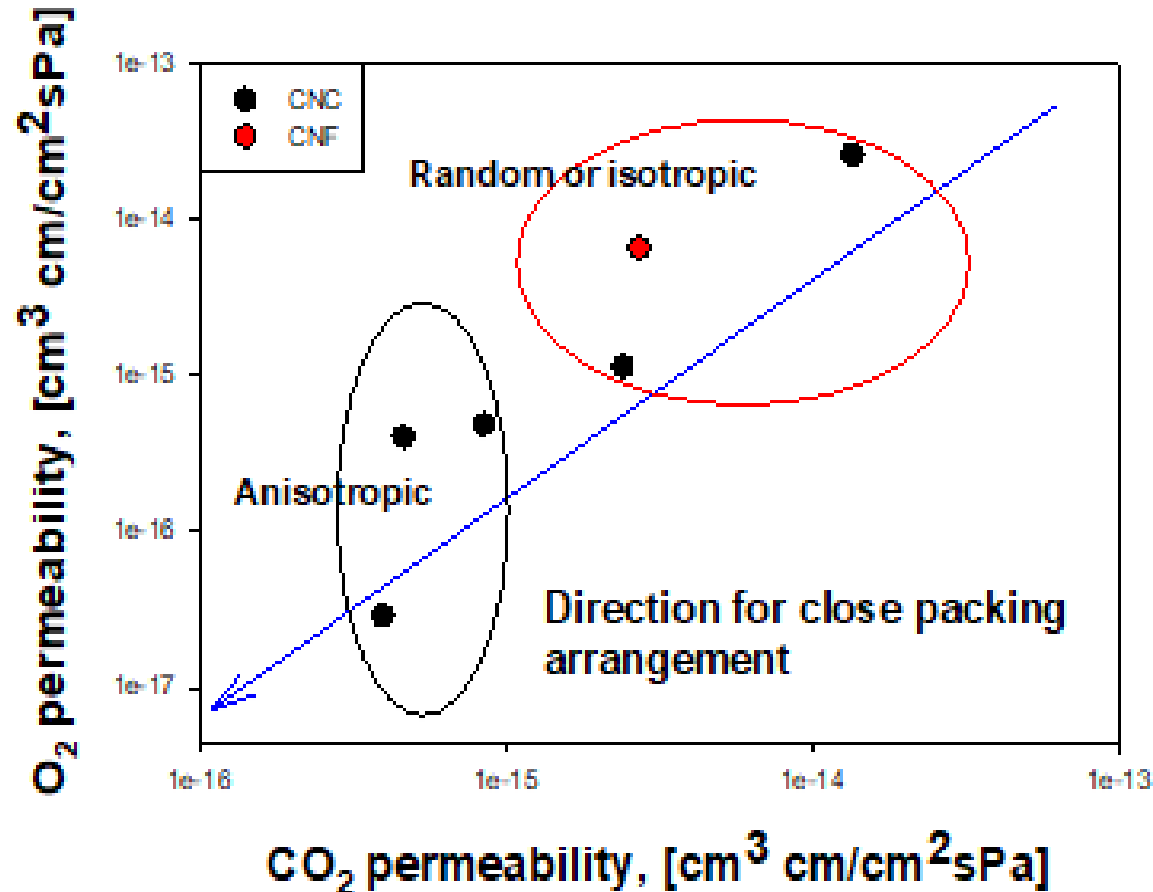 O2 permeability, [cm3 cm/cm2sPa]
1e-13
1e-14
1e-15
1e-16
1e-17
CNC
CNF
Random or isotropic
Anisotropic
Direction for close packing
arrangement
1e-16
1e-15
1e-14
1e-13
CO2 permeability, [cm3 cm/cm2sPa]